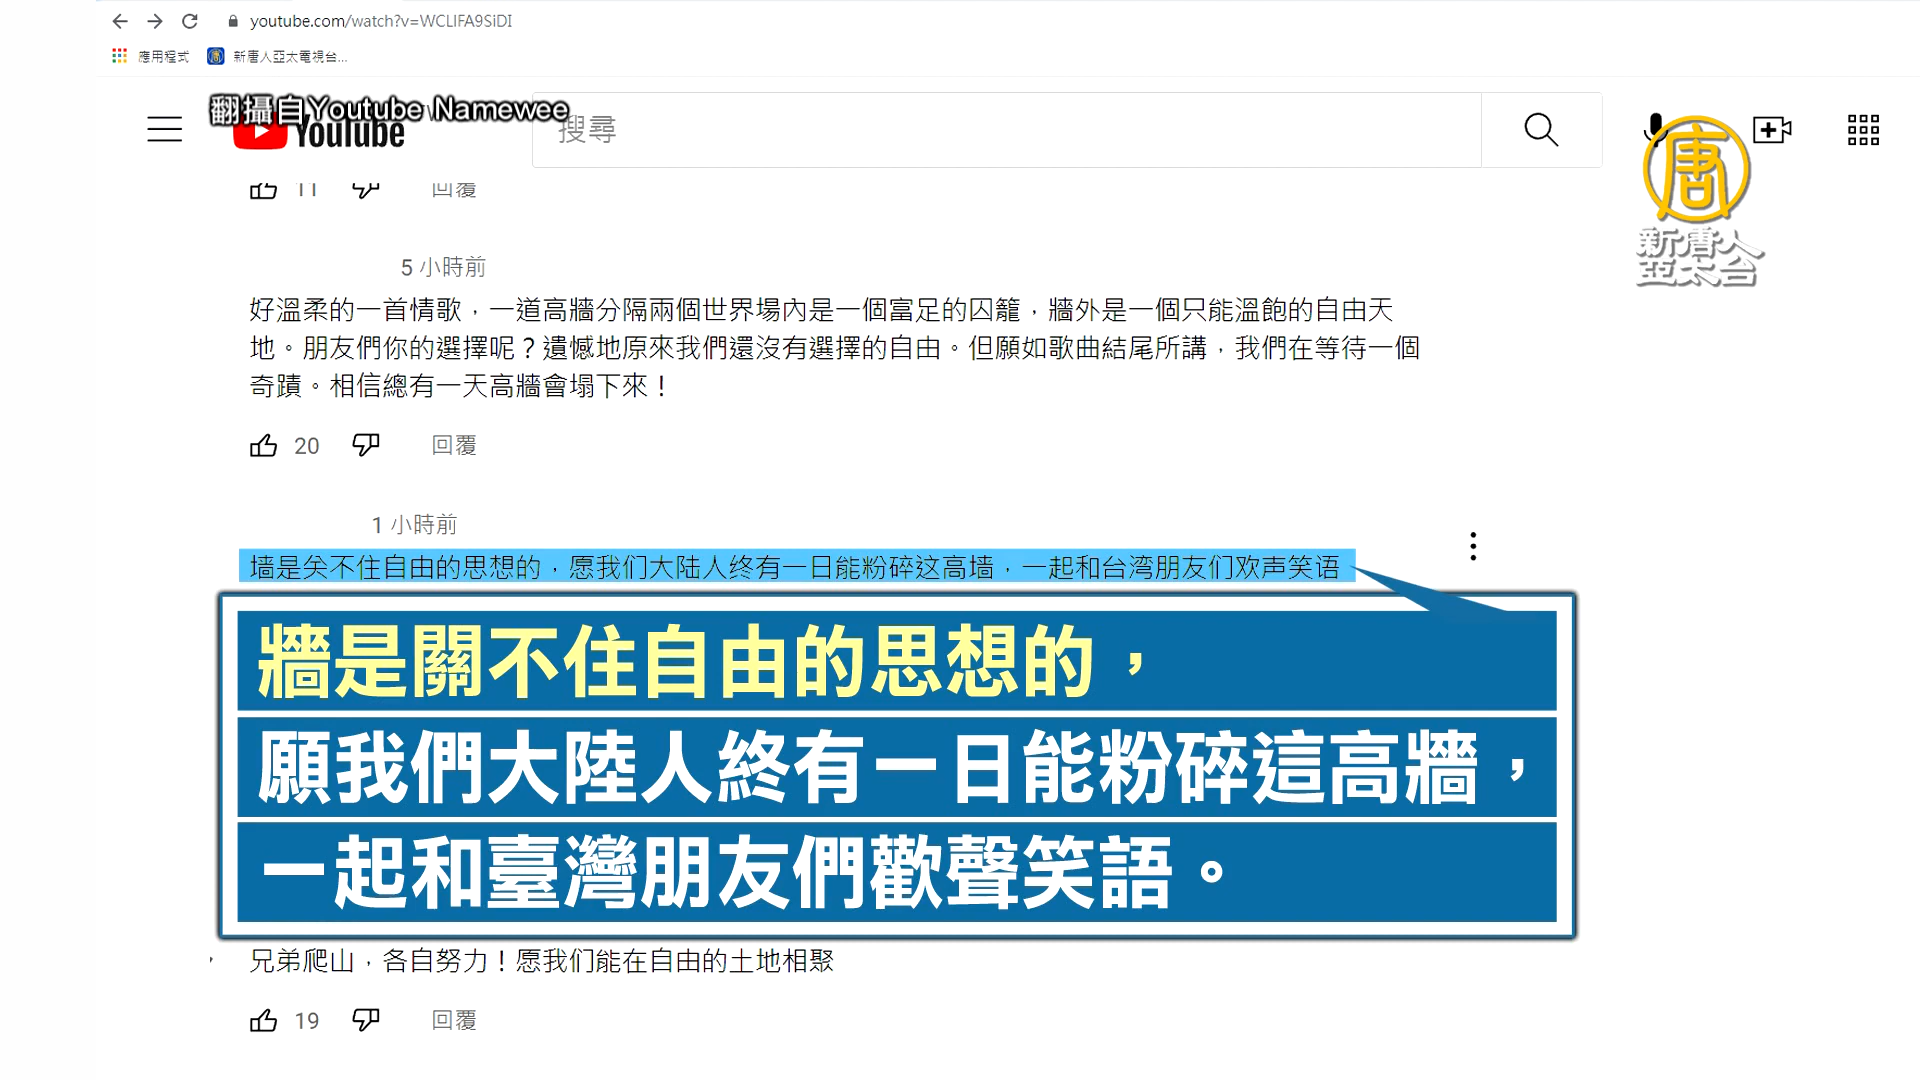 youtube.com/watch?v=WCLIFA9SiDI
應用程式
新唐人亞太電視台...
翻攝自Youtube Namewee
YouTube
搜尋
唐
新唐人
亞太台
11
回覆
5 小時前
好溫柔的一首情歌，一道高牆分隔兩個世界場內是一個富足的囚籠，牆外是一個只能溫飽的自由天
地。朋友們你的選擇呢？遺憾地原來我們還沒有選擇的自由。但願如歌曲結尾所講，我們在等待一個
奇蹟。相信總有一天高牆會塌下來！
20
回覆
1 小時前
墙是关不住自由的思想的，愿我们大陆人终有一日能粉碎这高墙，一起和台湾朋友们欢声笑语
牆是關不住自由的思想的，
願我們大陸人終有一日能粉碎這高牆，
一起和臺灣朋友們歡聲笑語。
兄弟爬山，各自努力！愿我们能在自由的土地相聚
19
回覆